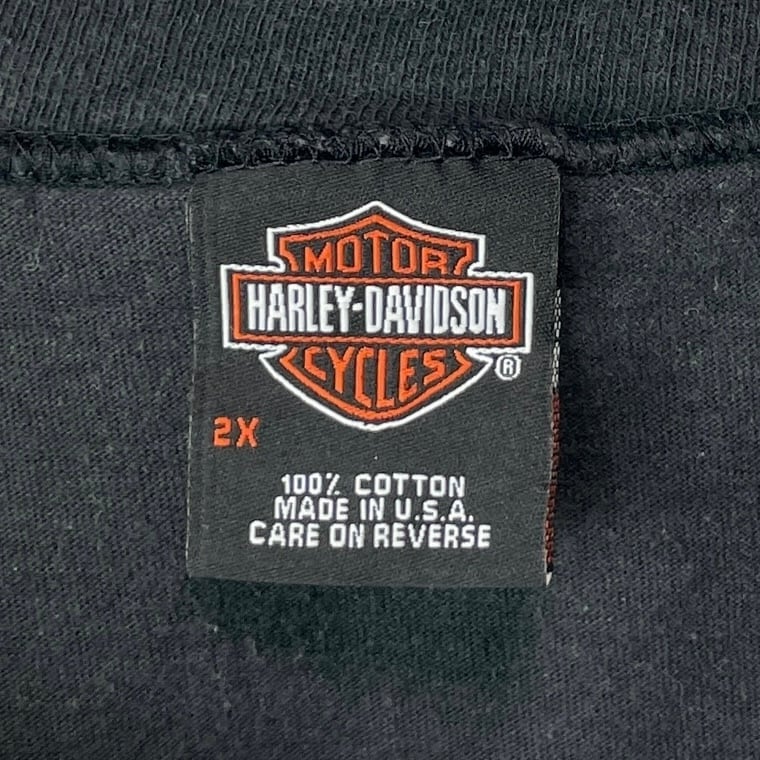 MOTOR
HARLEY-DAVIDSON
CYCLES
®
2X
100% COTTON
MADE IN U.S.A.
CARE ON REVERSE